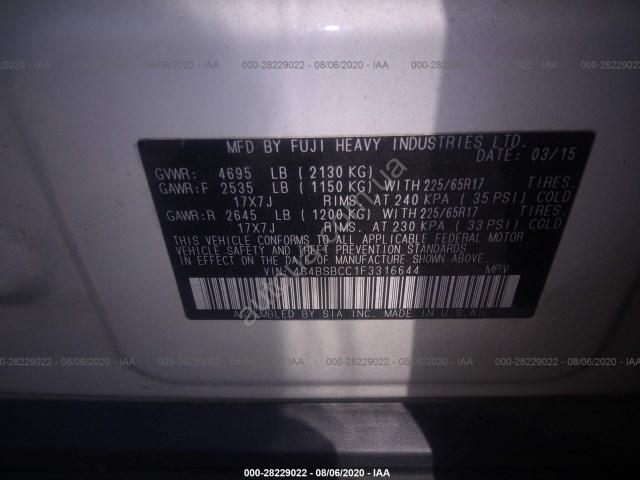 000-28229022 - 08/06/2020 - IAA
000-28229022 - 08/06/2020 - IAA
000-28229022 - 08/06/2020 - IAA
MFD BY FUJI HEAVY INDUSTRIES LTD.
DATE: 03/15
GVWR: 4695 LB (2130 KG)
GAWR:F 2535 LB (1150 KG) WITH 225/65R17 TIRES.
17X7J RIMS. AT 240 KPA (35 PSI) COLD
GAWR:R 2645 LB (1200 KG) WITH 225/65R17 TIRES.
17X7J RIMS. AT 230 KPA (33 PSI) COLD
THIS VEHICLE CONFORMS TO ALL APPLICABLE FEDERAL MOTOR
VEHICLE SAFETY AND THEFT PREVENTION STANDARDS
IN EFFECT ON THE DATE OF MANUFACTURE SHOWN ABOVE.
VIN: 4S4BSBCC1F3316644 MPV
ASSEMBLED BY SIA INC. MADE IN U.S.A.
000-28229022 - 08/06/2020 - IAA
000-28229022 - 08/06/2020 - IAA
000-28229022 - 08/06/2020 - IAA
000-28229022 - 08/06/2020 - IAA